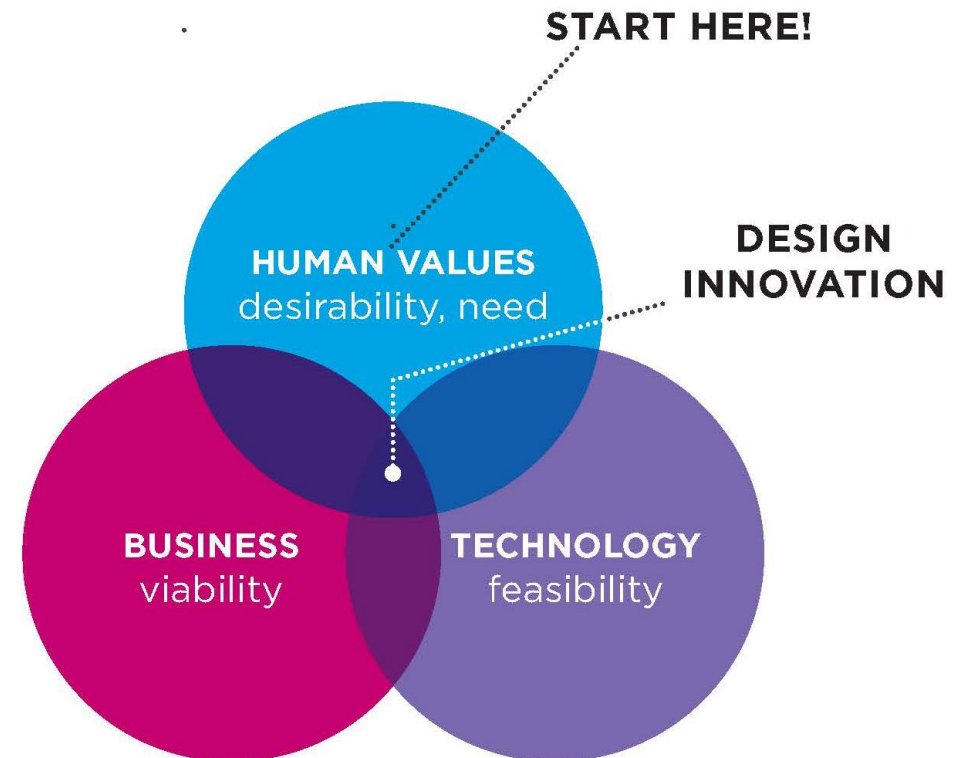 START HERE!
DESIGN
INNOVATION
HUMAN VALUES
desirability, need
BUSINESS
viability
TECHNOLOGY
feasibility